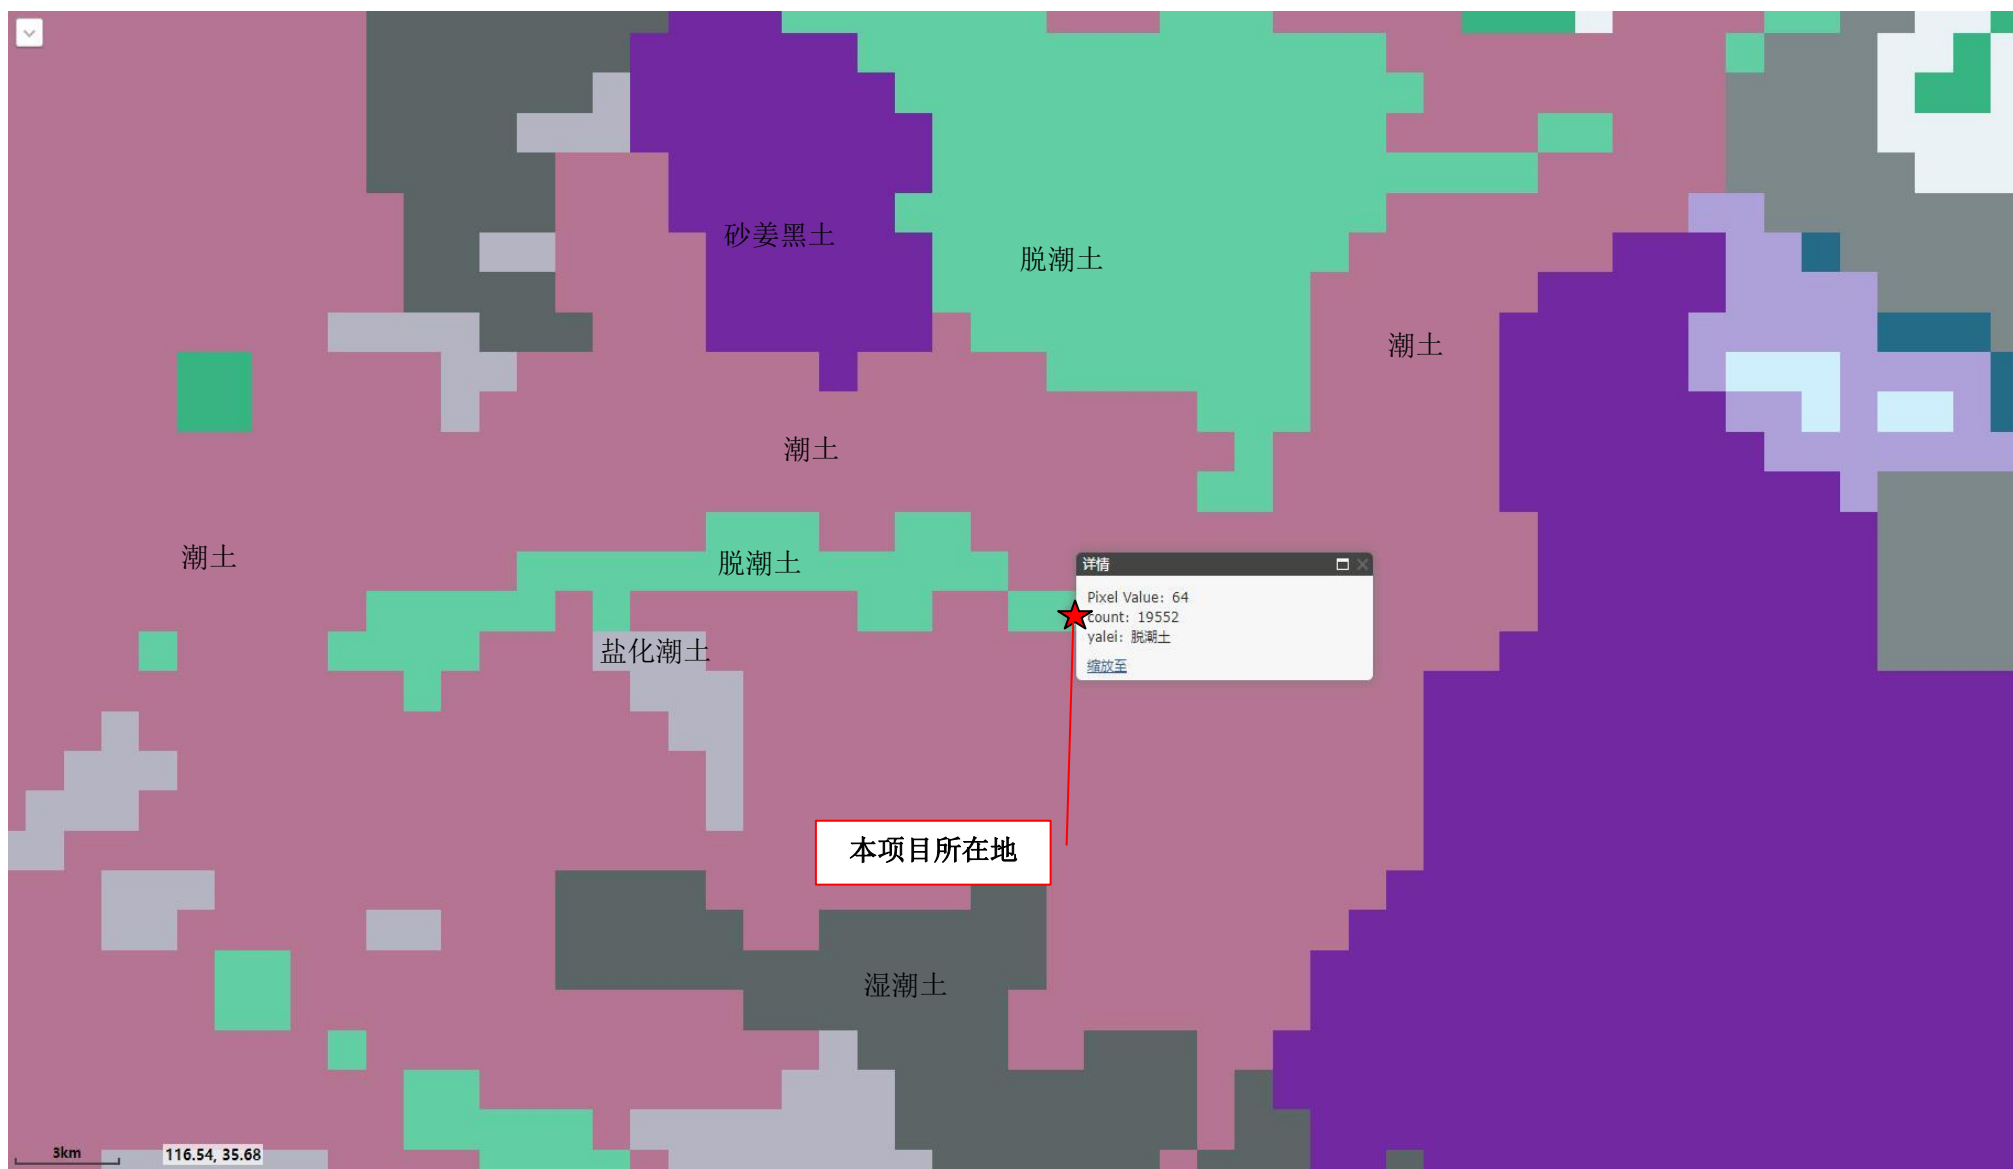 砂姜黑土
脱潮土
潮土
潮土
潮土
脱潮土
详情
Pixel Value: 64
count: 19552
yalei: 脱潮土
缩放至
盐化潮土
本项目所在地
湿潮土
3km
116.54, 35.68